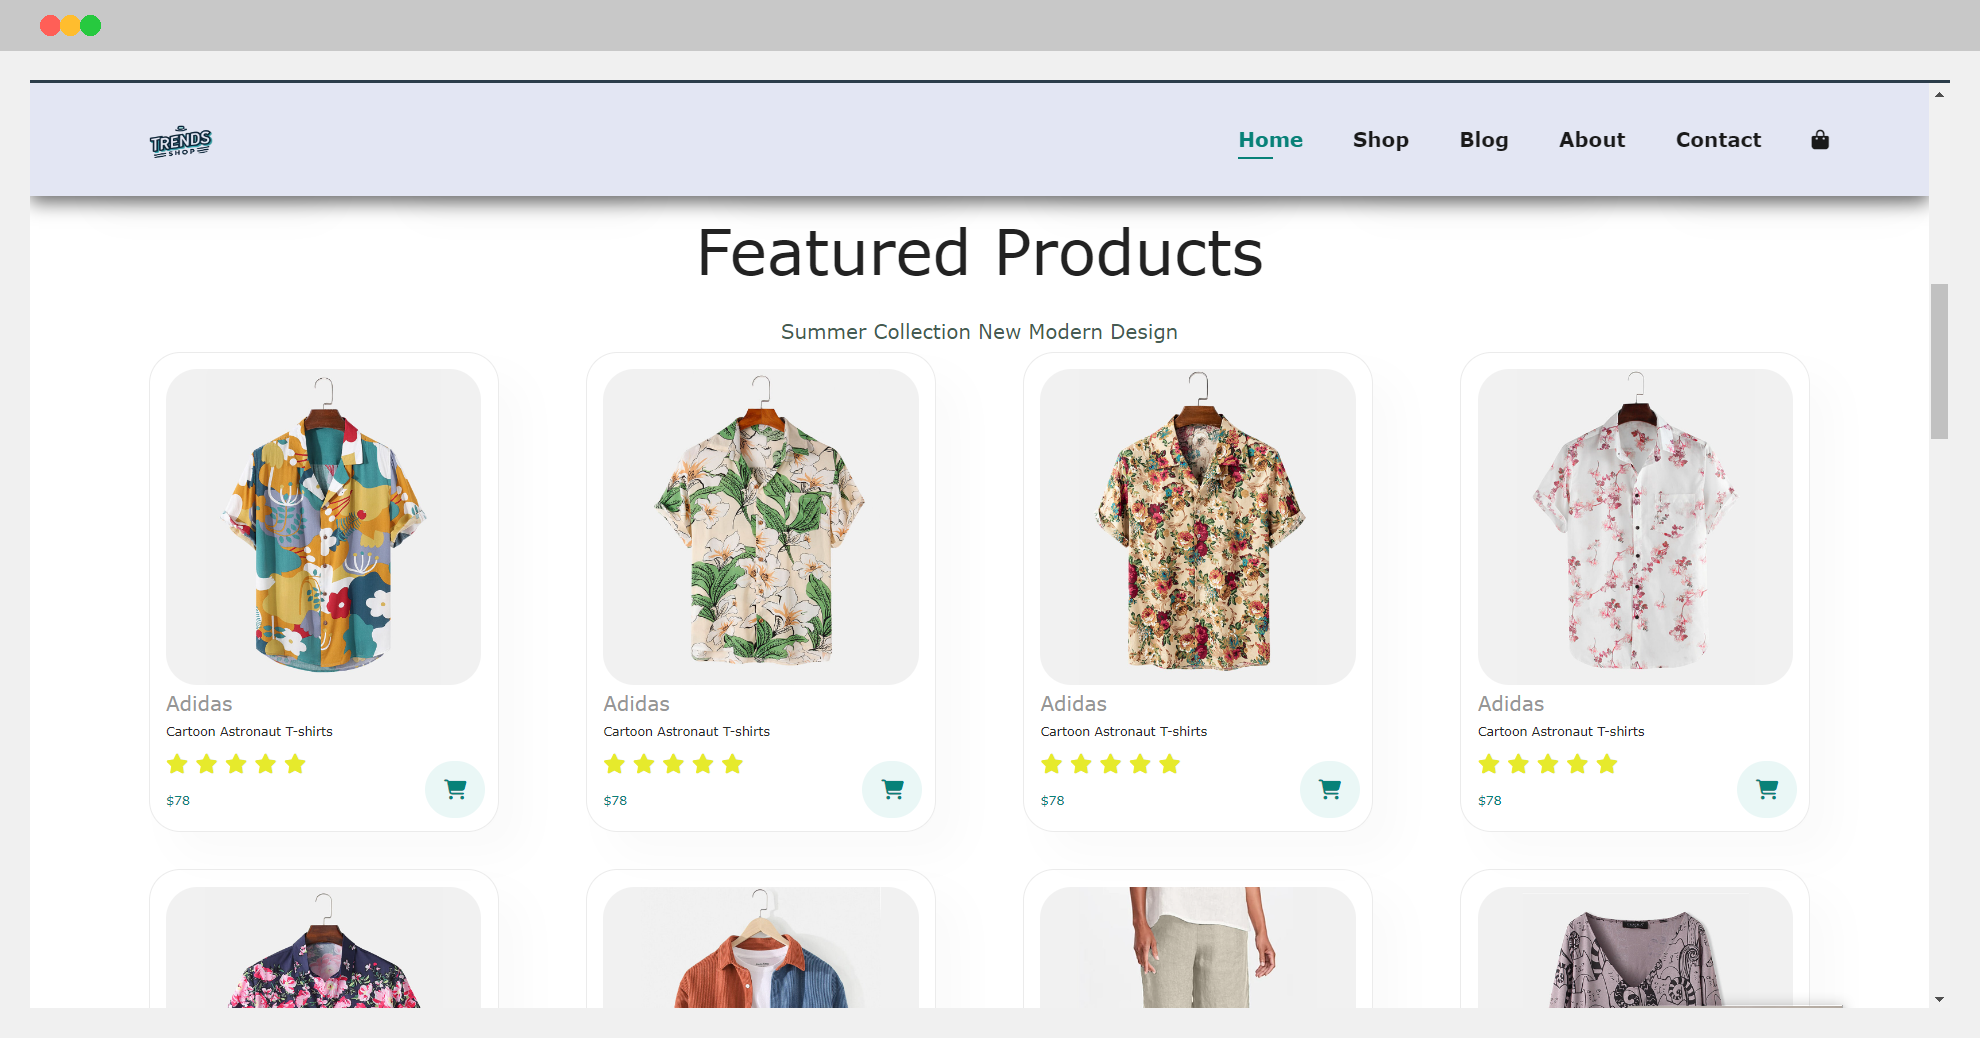 TRENDS
SHOP
Home Shop Blog About Contact
Featured Products
Summer Collection New Modern Design
Adidas Adidas Adidas Adidas
Cartoon Astronaut T-shirts Cartoon Astronaut T-shirts Cartoon Astronaut T-shirts Cartoon Astronaut T-shirts
$78 $78 $78 $78